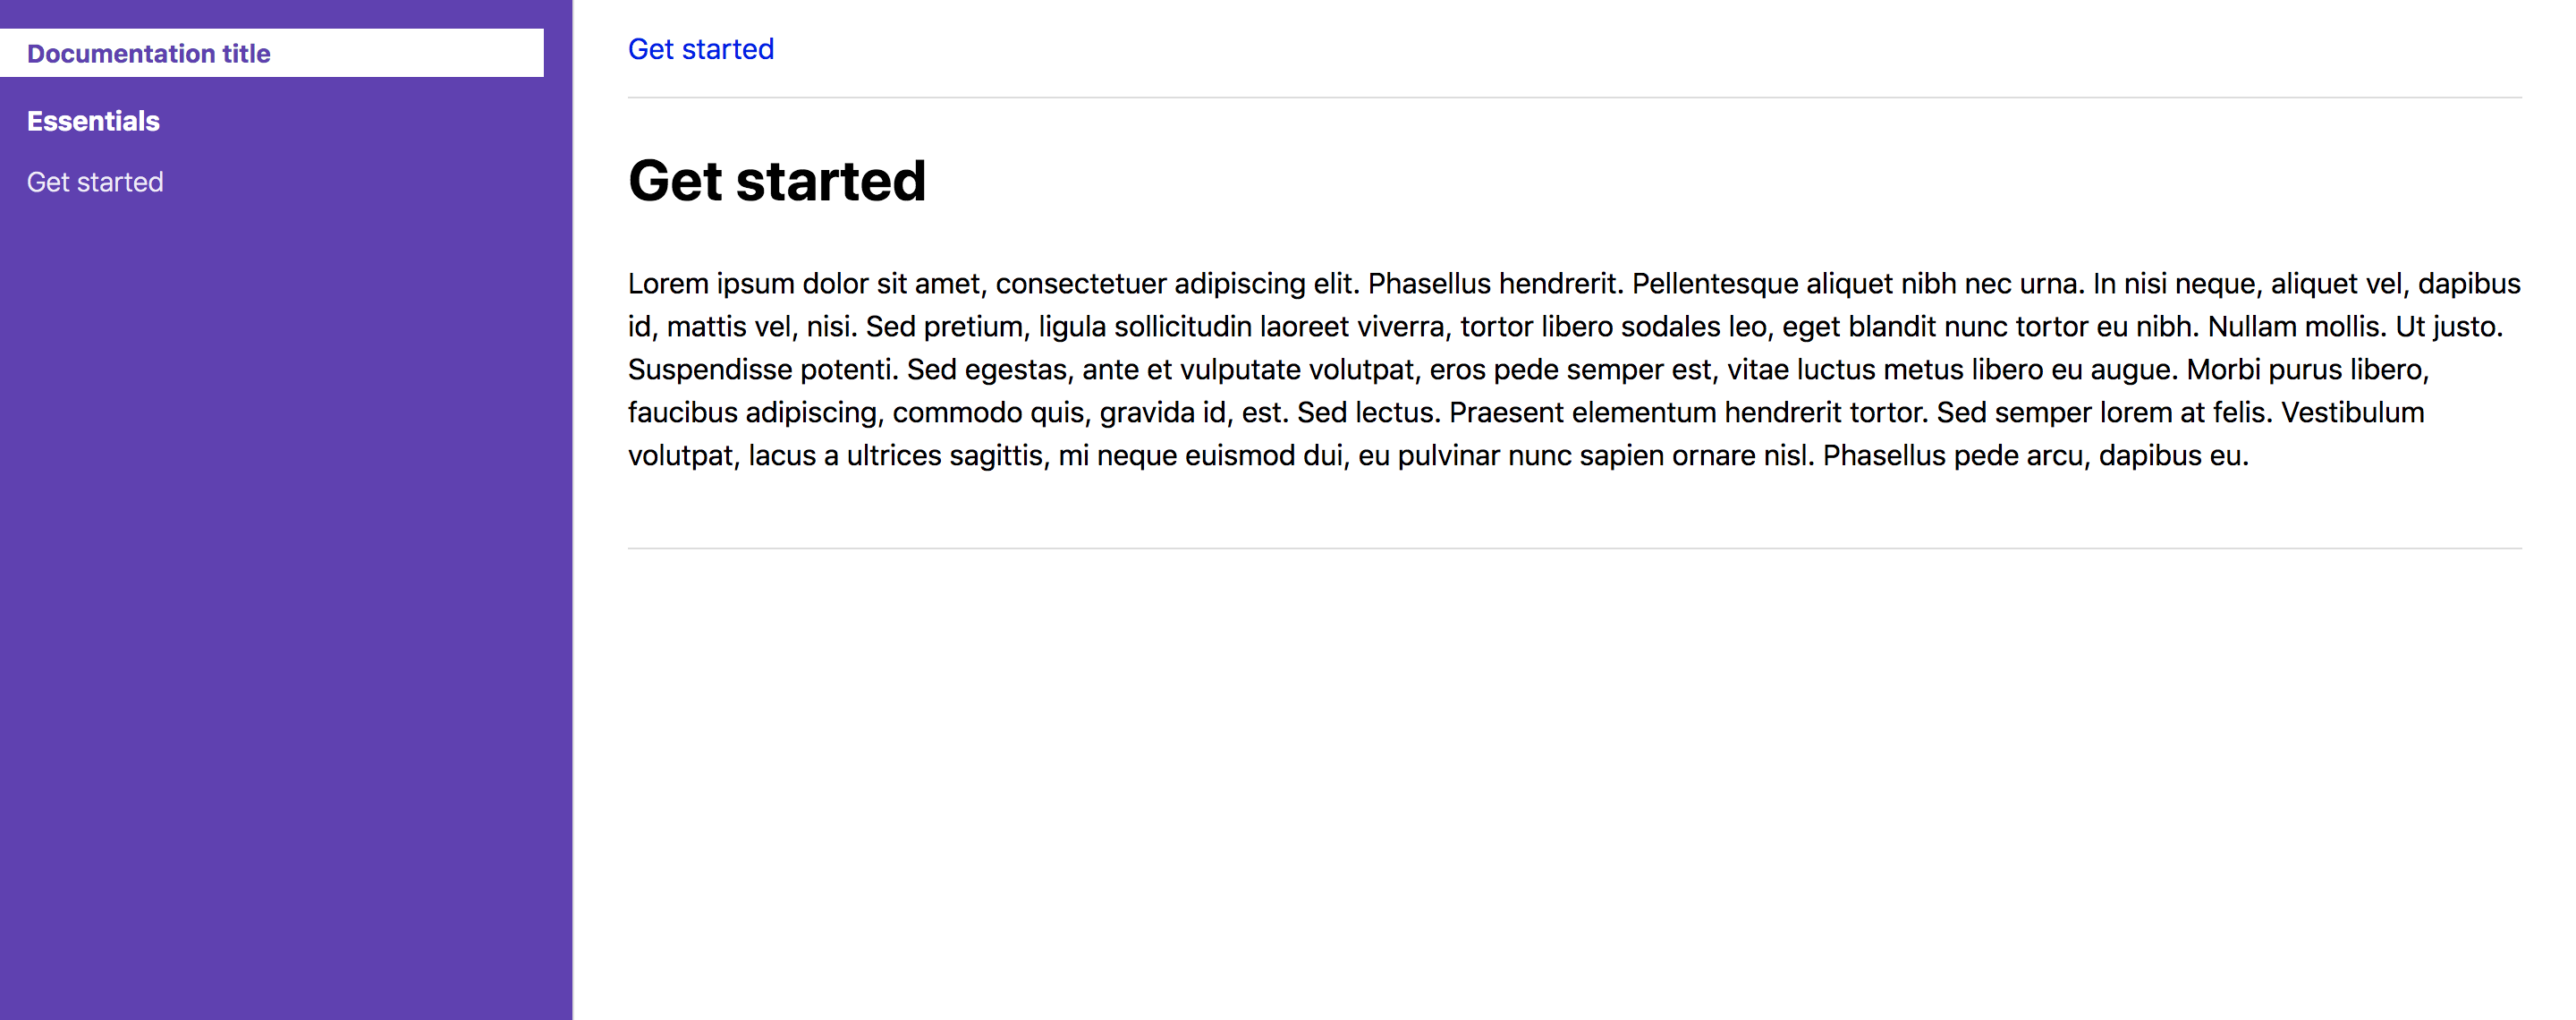 Documentation title
Essentials
Get started
Get started
Get started
Lorem ipsum dolor sit amet, consectetuer adipiscing elit. Phasellus hendrerit. Pellentesque aliquet nibh nec urna. In nisi neque, aliquet vel, dapibus
id, mattis vel, nisi. Sed pretium, ligula sollicitudin laoreet viverra, tortor libero sodales leo, eget blandit nunc tortor eu nibh. Nullam mollis. Ut justo.
Suspendisse potenti. Sed egestas, ante et vulputate volutpat, eros pede semper est, vitae luctus metus libero eu augue. Morbi purus libero,
faucibus adipiscing, commodo quis, gravida id, est. Sed lectus. Praesent elementum hendrerit tortor. Sed semper lorem at felis. Vestibulum
volutpat, lacus a ultrices sagittis, mi neque euismod dui, eu pulvinar nunc sapien ornare nisl. Phasellus pede arcu, dapibus eu.